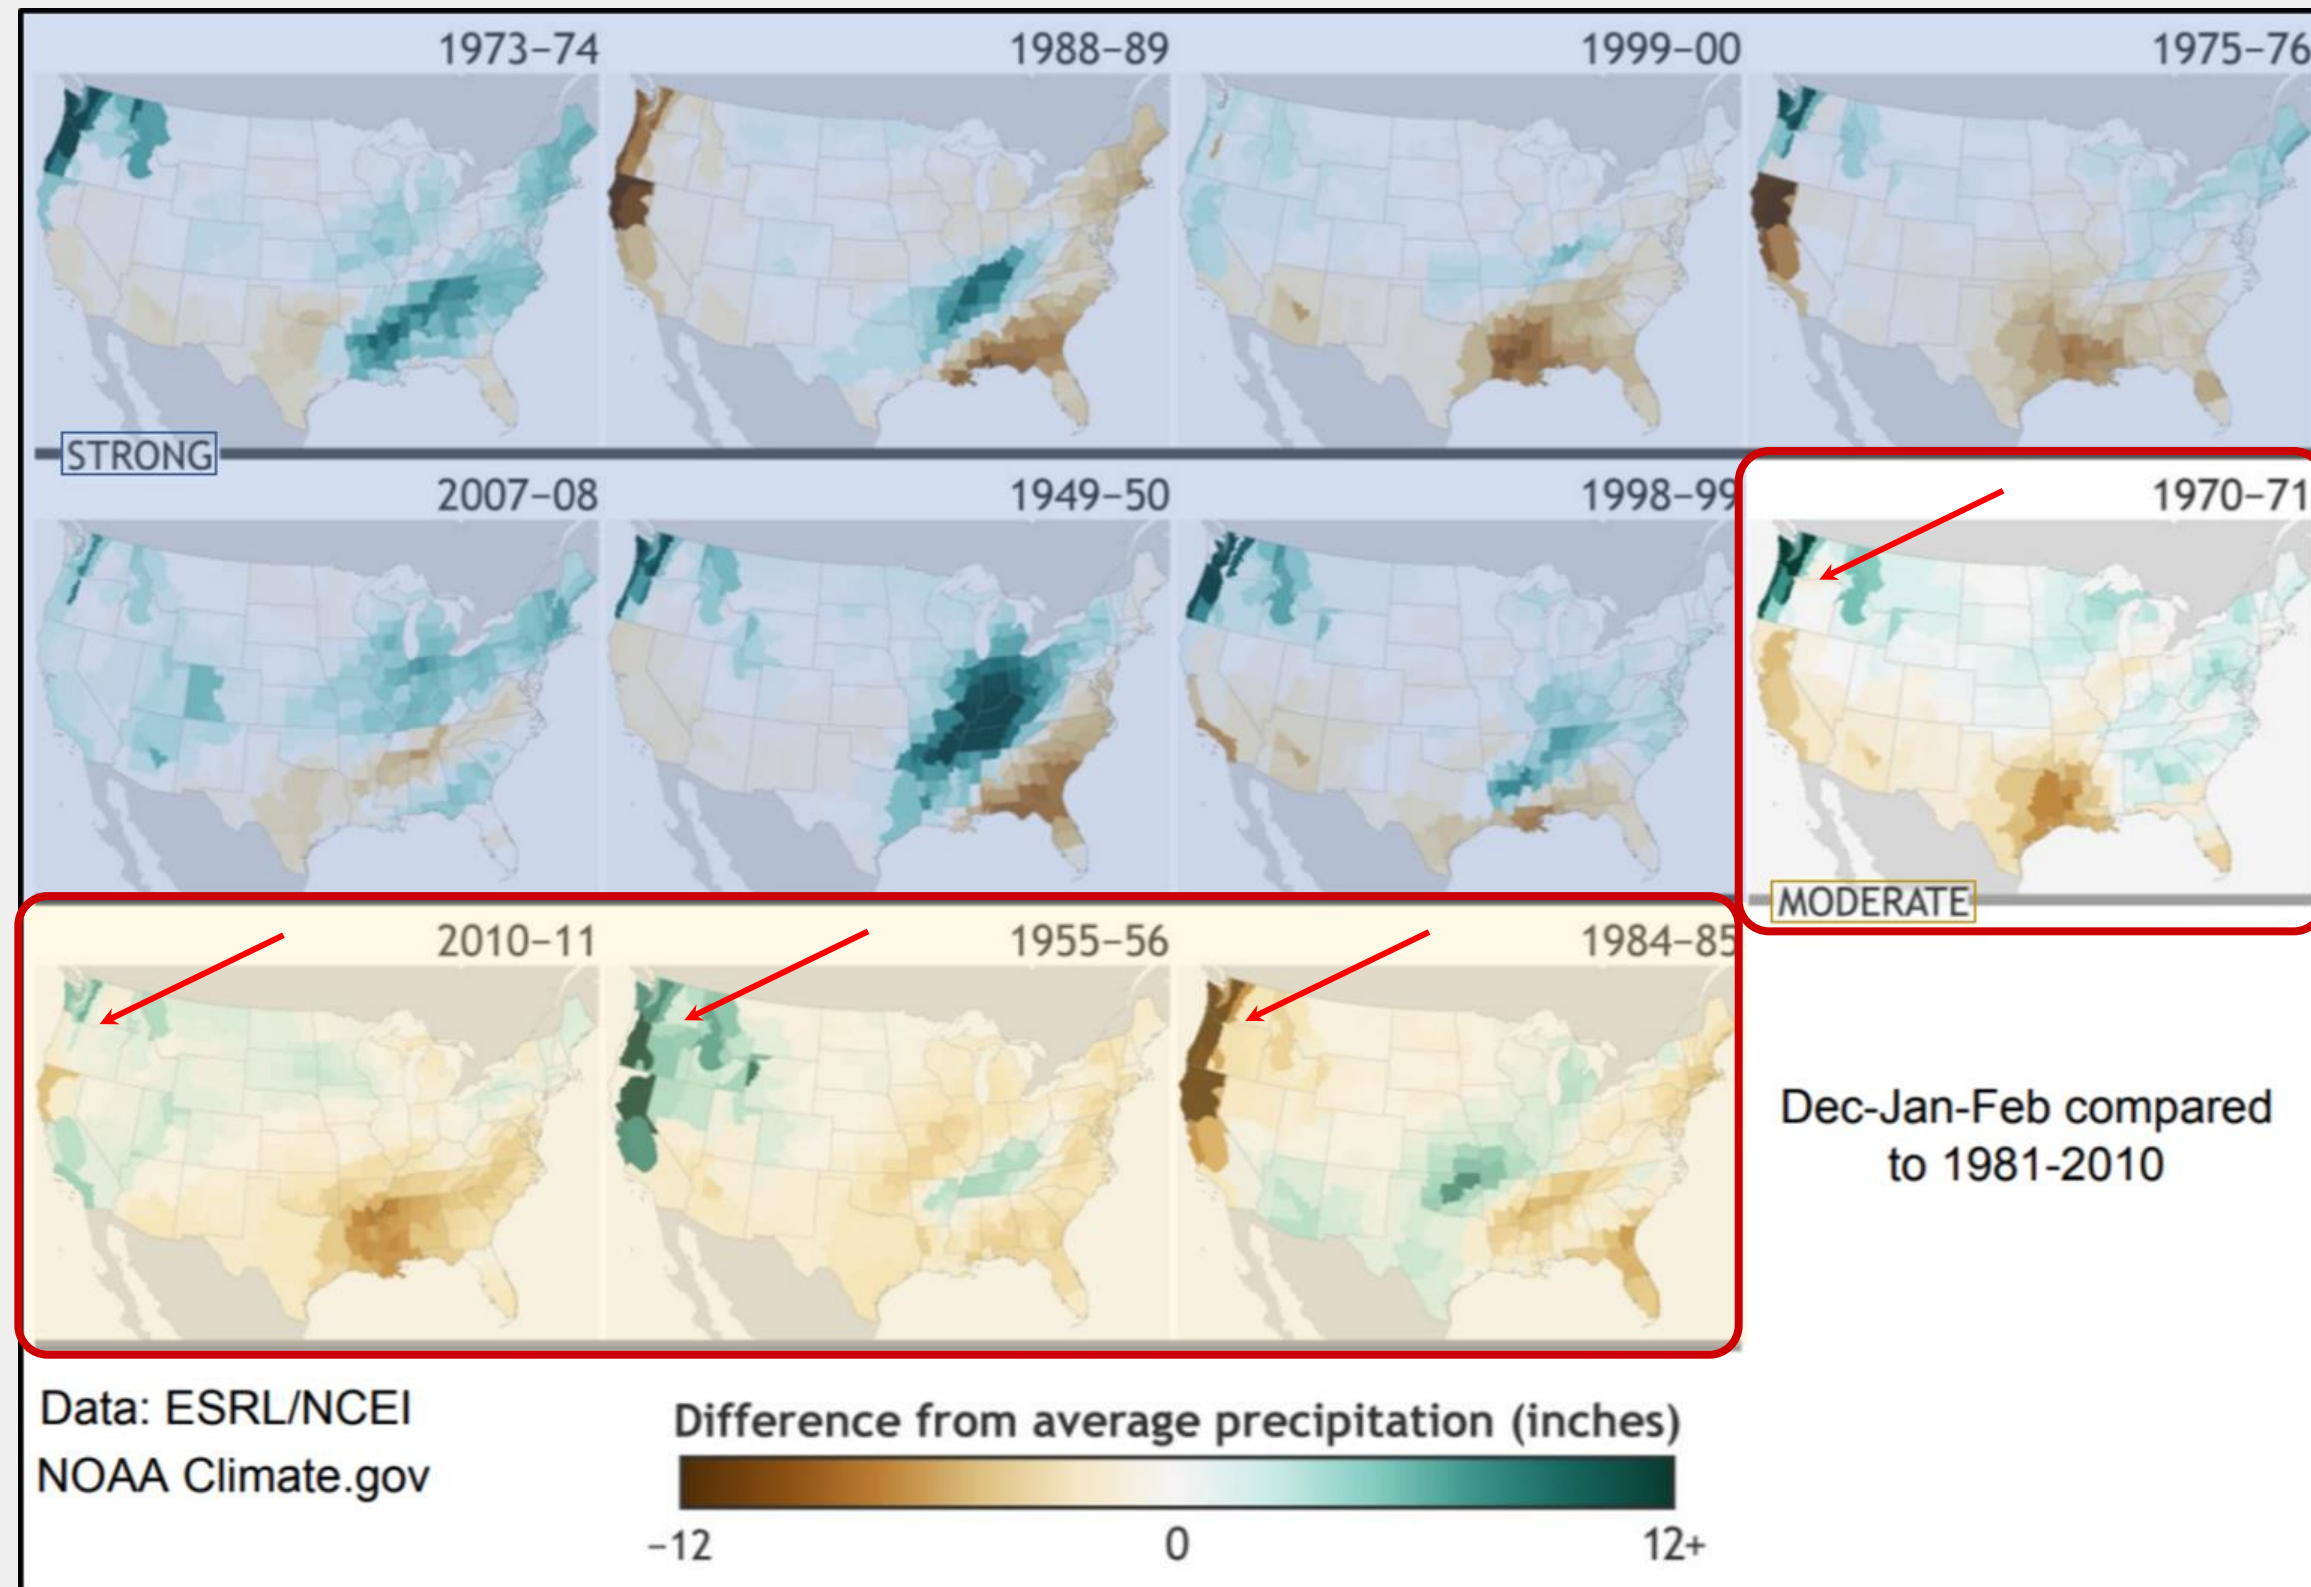 1973–74
1988–89
1999–00
1975–76
STRONG
2007–08
1949–50
1998–99
1970–71
MODERATE
2010–11
1955–56
1984–85
Dec-Jan-Feb compared
to 1981-2010
Data: ESRL/NCEI
NOAA Climate.gov
Difference from average precipitation (inches)
–12
0
12+